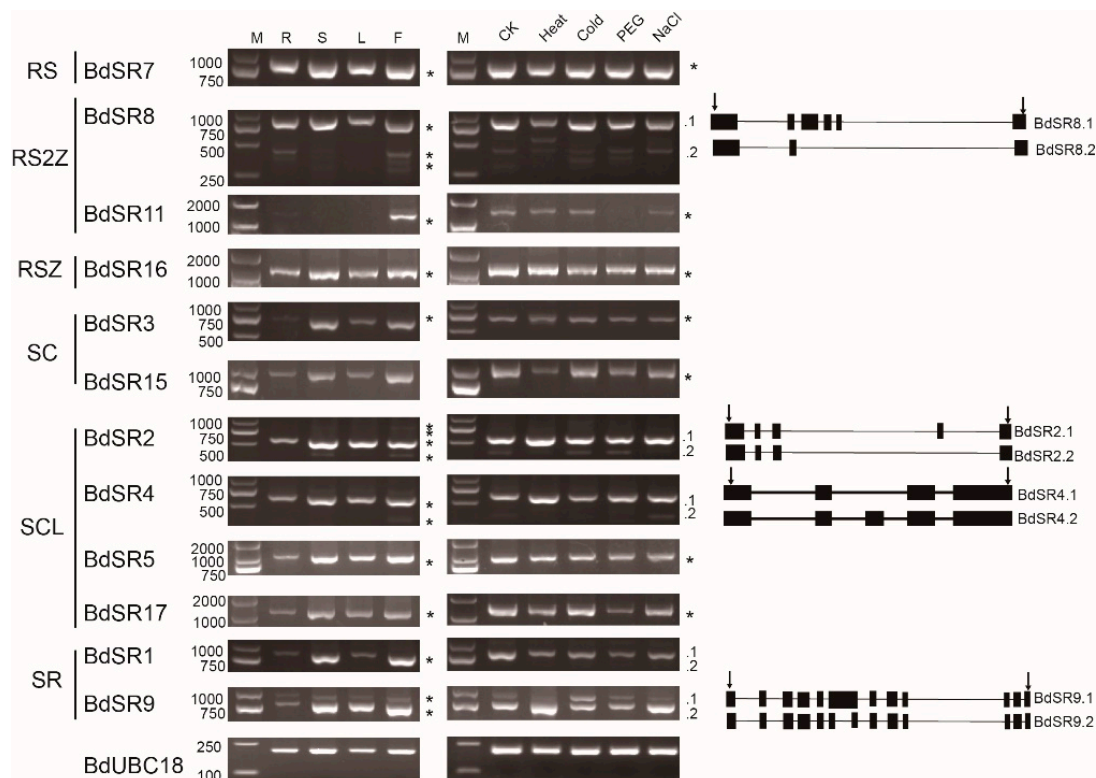 M R S L F M CK Heat Cold PEG NaCl
RS BdSR7 1000 * *
750
RS2Z BdSR8 1000 .1 BdSR8.1
750 *
500 * .2 BdSR8.2
*
250
BdSR11 2000
1000 * *
RSZ BdSR16 2000
1000 * *
SC BdSR3 1000
750 * *
500
BdSR15 1000 *
750
SCL BdSR2 1000 * BdSR2.1
750 * .1
* .2 BdSR2.2
500 *
BdSR4 1000 BdSR4.1
750 * .1
500 * .2 BdSR4.2
BdSR5 2000
1000 * *
750
BdSR17 2000
1000 * *
SR BdSR1 1000 .1
750 * .2
BdSR9 1000 * .1 BdSR9.1
750 * .2 BdSR9.2
BdUBC18 250
100